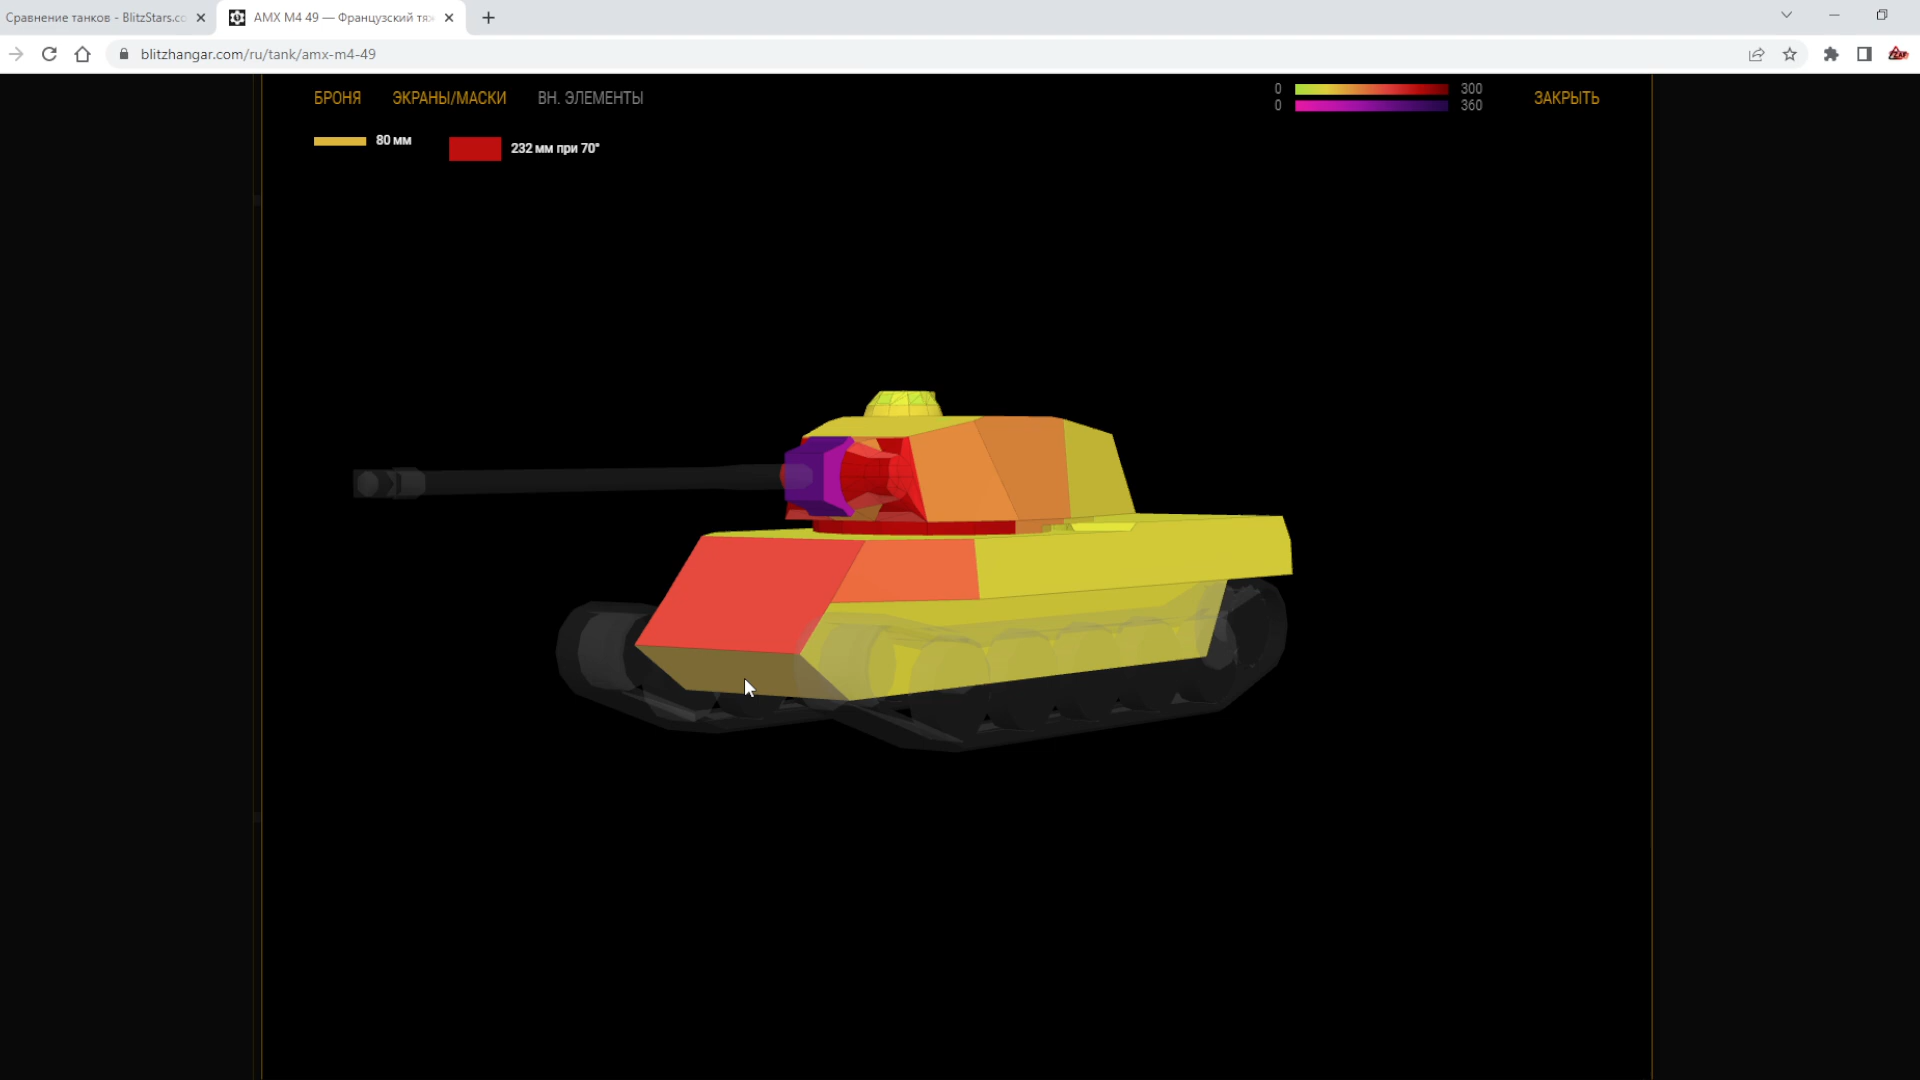 Сравнение танков - BlitzStars.co
AMX M4 49 — Французский тя
blitzhangar.com/ru/tank/amx-m4-49
БРОНЯ ЭКРАНЫ/МАСКИ ВН. ЭЛЕМЕНТЫ
0 300
0 360
ЗАКРЫТЬ
80 мм
232 мм при 70°